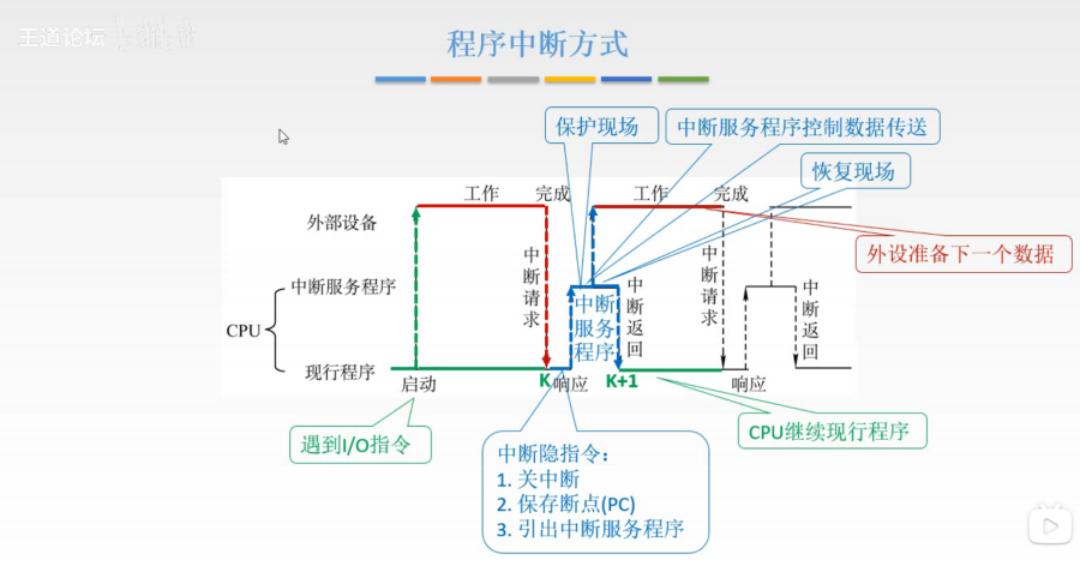 王道论坛
程序中断方式
保护现场
中断服务程序控制数据传送
恢复现场
工作
完成
工作
完成
外部设备
外设准备下一个数据
中断请求
中断返回
中断请求
中断返回
中断服务程序
中断
服务
程序
CPU
现行程序
启动
K
响应
K+1
响应
遇到I/O指令
CPU继续现行程序
中断隐指令：
1. 关中断
2. 保存断点(PC)
3. 引出中断服务程序